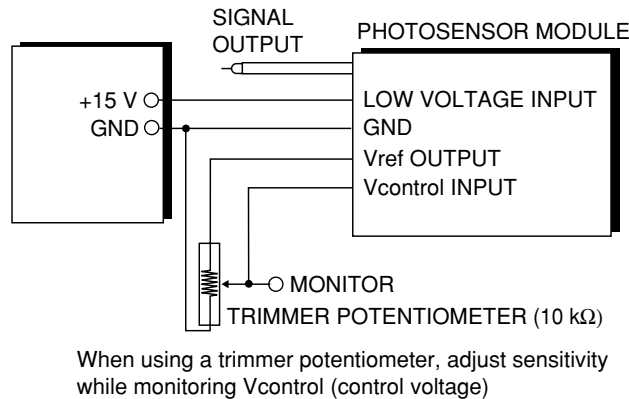 SIGNAL
OUTPUT
PHOTOSENSOR MODULE
+15 V
LOW VOLTAGE INPUT
GND
GND
Vref OUTPUT
Vcontrol INPUT
MONITOR
TRIMMER POTENTIOMETER (10 kΩ)
When using a trimmer potentiometer, adjust sensitivity
while monitoring Vcontrol (control voltage)